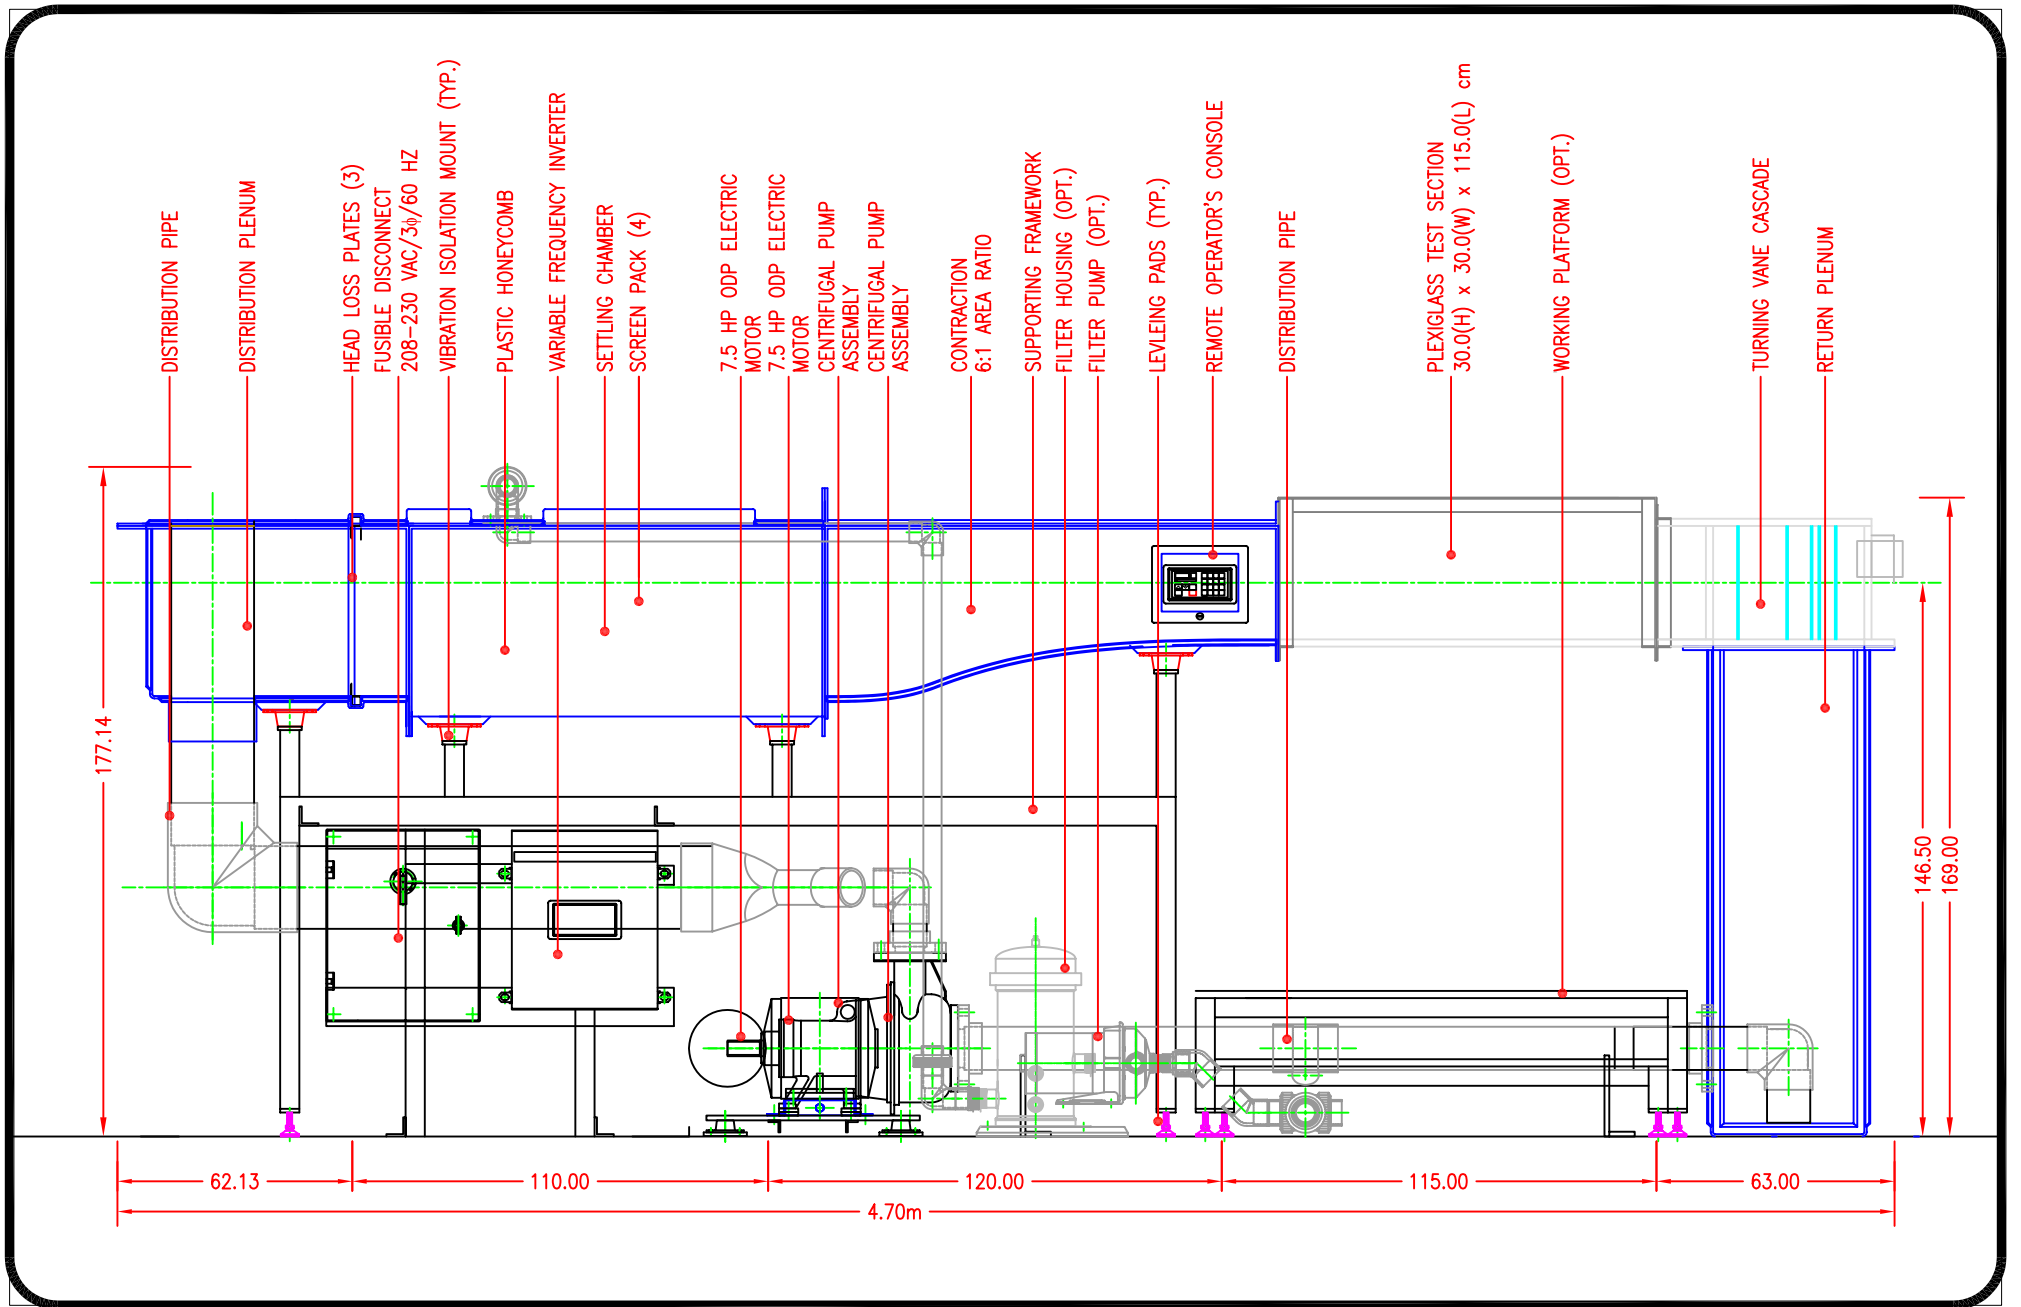 DISTRIBUTION PIPE
DISTRIBUTION PLENUM
HEAD LOSS PLATES (3)
FUSIBLE DISCONNECT
208-230 VAC/3ϕ/60 HZ
VIBRATION ISOLATION MOUNT (TYP.)
PLASTIC HONEYCOMB
VARIABLE FREQUENCY INVERTER
SETTLING CHAMBER
SCREEN PACK (4)
7.5 HP ODP ELECTRIC
MOTOR
7.5 HP ODP ELECTRIC
MOTOR
CENTRIFUGAL PUMP
ASSEMBLY
CENTRIFUGAL PUMP
ASSEMBLY
CONTRACTION
6:1 AREA RATIO
SUPPORTING FRAMEWORK
FILTER HOUSING (OPT.)
FILTER PUMP (OPT.)
LEVLEING PADS (TYP.)
REMOTE OPERATOR'S CONSOLE
DISTRIBUTION PIPE
PLEXIGLASS TEST SECTION
30.0(H) x 30.0(W) x 115.0(L) cm
WORKING PLATFORM (OPT.)
TURNING VANE CASCADE
RETURN PLENUM
177.14
146.50
169.00
62.13
110.00
120.00
115.00
63.00
4.70m